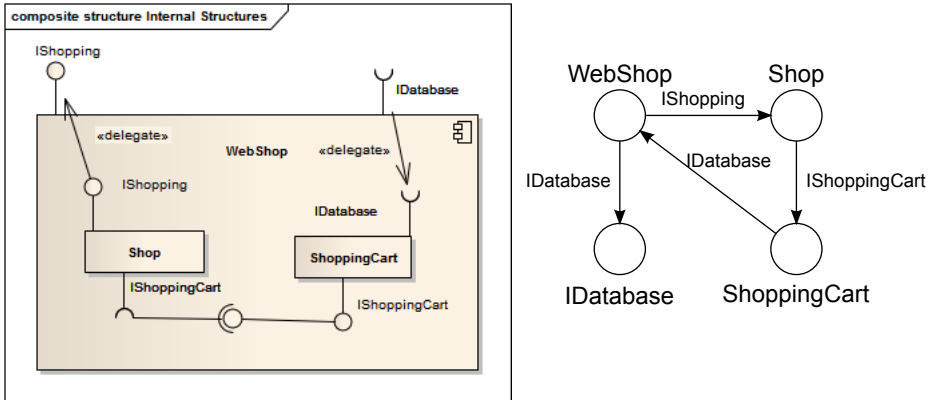 composite structure Internal Structures
IShopping
IDatabase
«delegate»
WebShop
«delegate»
IShopping
IDatabase
Shop
ShoppingCart
IShoppingCart
IShoppingCart
WebShop
Shop
IShopping
IDatabase
IDatabase
IShoppingCart
IDatabase
ShoppingCart